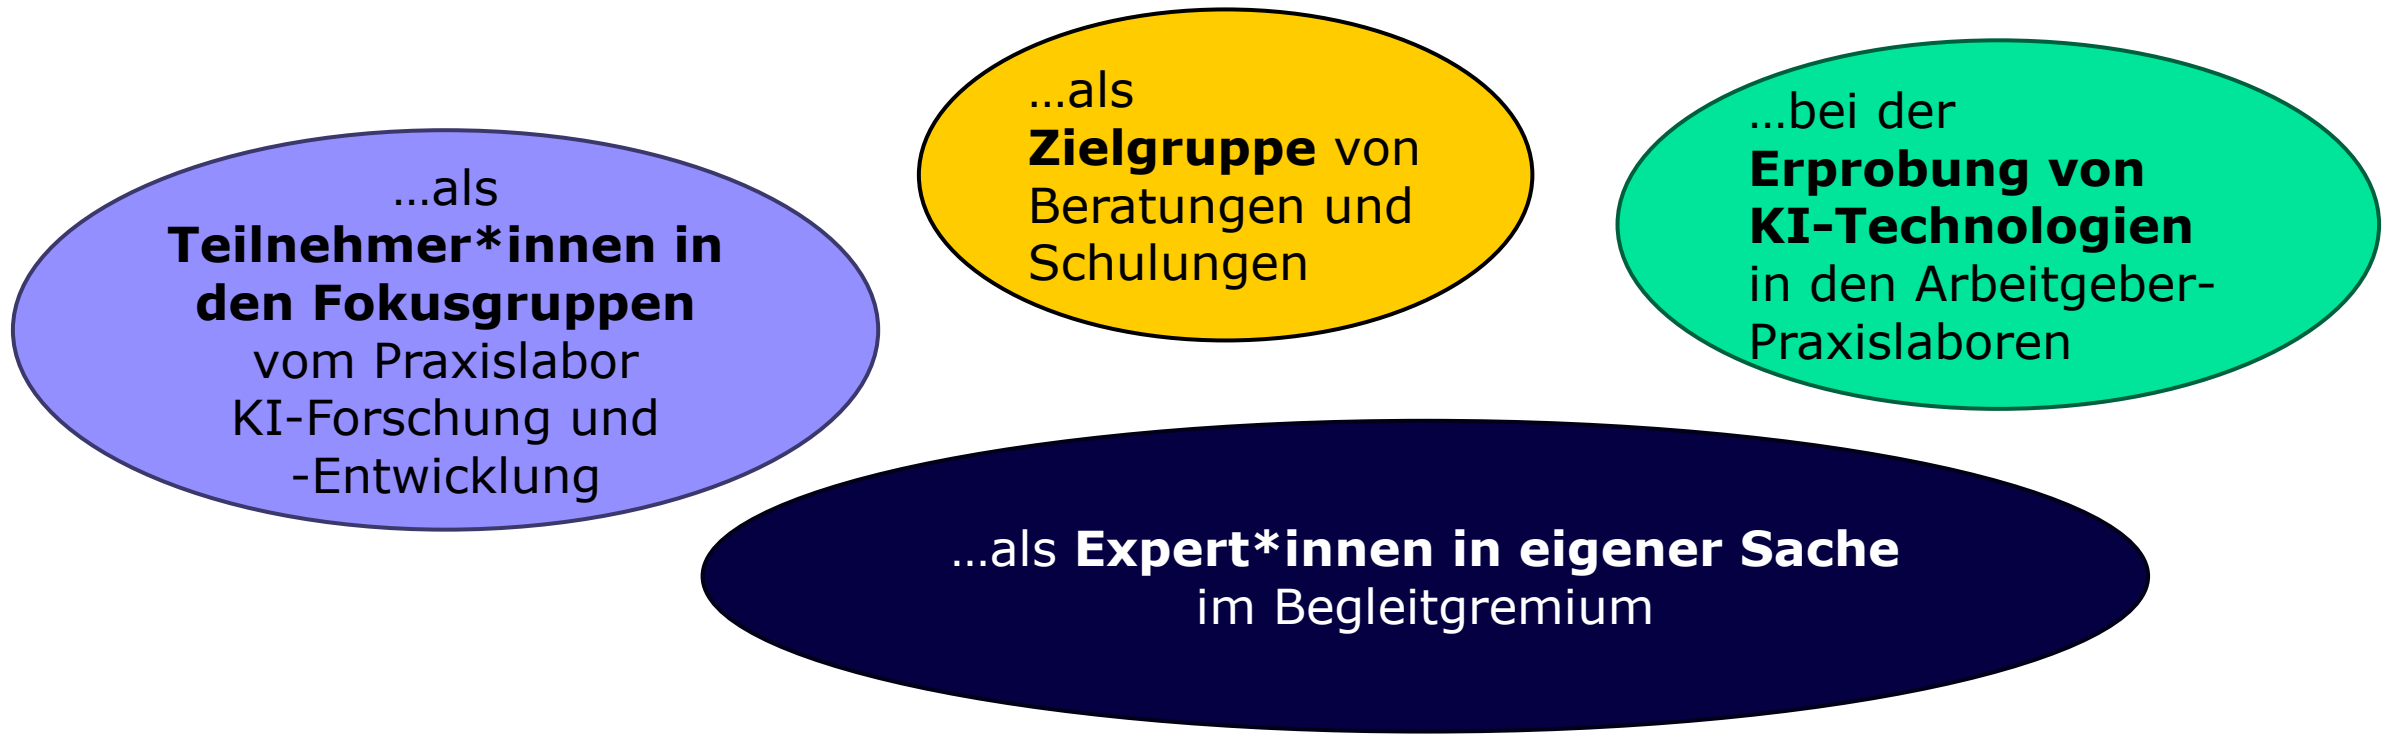 …als
Teilnehmer*innen in
den Fokusgruppen
vom Praxislabor
KI-Forschung und
-Entwicklung
…als
Zielgruppe von
Beratungen und
Schulungen
…bei der
Erprobung von
KI-Technologien
in den Arbeitgeber-
Praxislaboren
…als Expert*innen in eigener Sache
im Begleitgremium